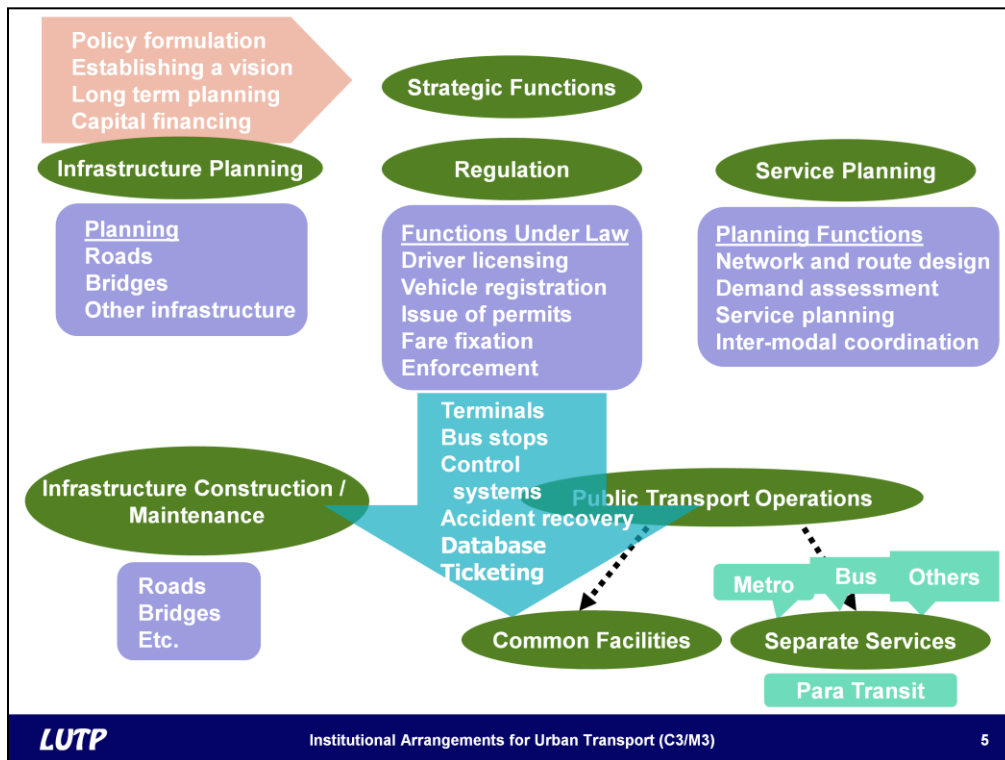 Policy formulation
Establishing a vision
Long term planning
Capital financing
Strategic Functions
Infrastructure Planning
Regulation
Service Planning
Planning
Roads
Bridges
Other infrastructure
Functions Under Law
Driver licensing
Vehicle registration
Issue of permits
Fare fixation
Enforcement
Planning Functions
Network and route design
Demand assessment
Service planning
Inter-modal coordination
Terminals
Bus stops
Control
systems
Accident recovery
Database
Ticketing
Infrastructure Construction /
Maintenance
Public Transport Operations
Roads
Bridges
Etc.
Metro
Bus
Others
Common Facilities
Separate Services
Para Transit
LUTP
Institutional Arrangements for Urban Transport (C3/M3)
5